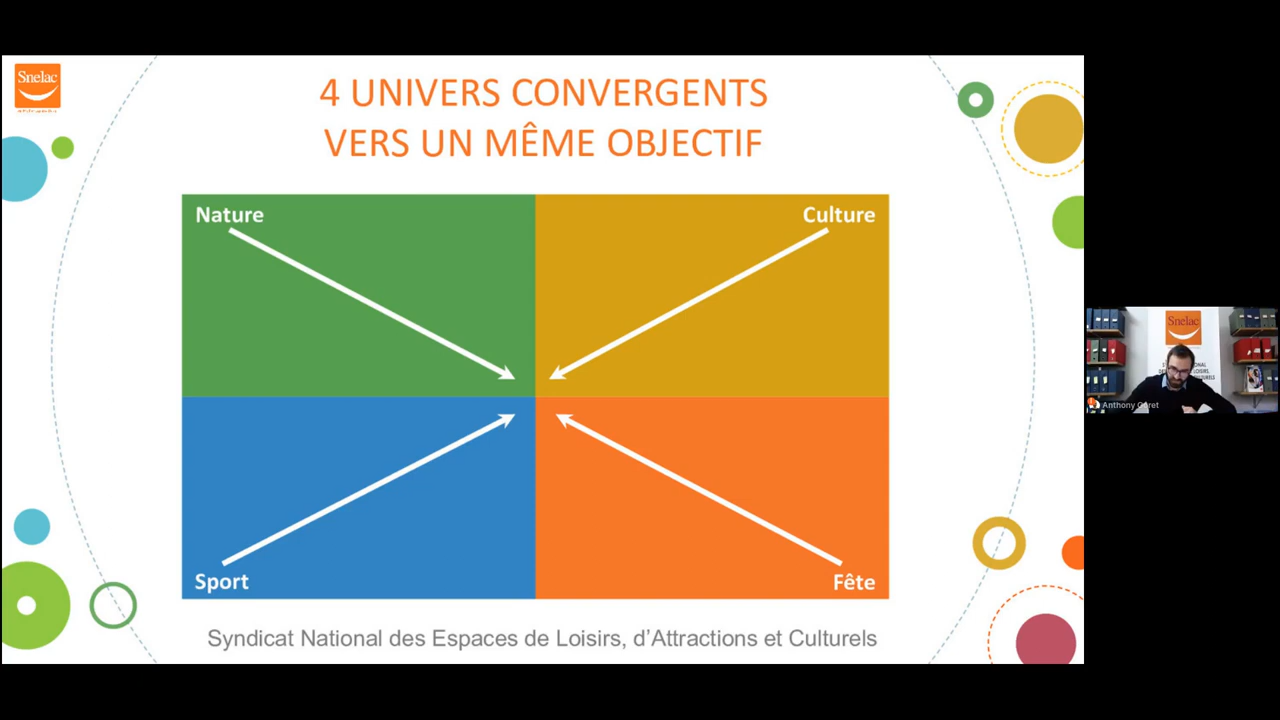 Snelac
4 UNIVERS CONVERGENTS
VERS UN MÊME OBJECTIF
Nature
Culture
Sport
Fête
Syndicat National des Espaces de Loisirs, d'Attractions et Culturels
Snelac
Anthony